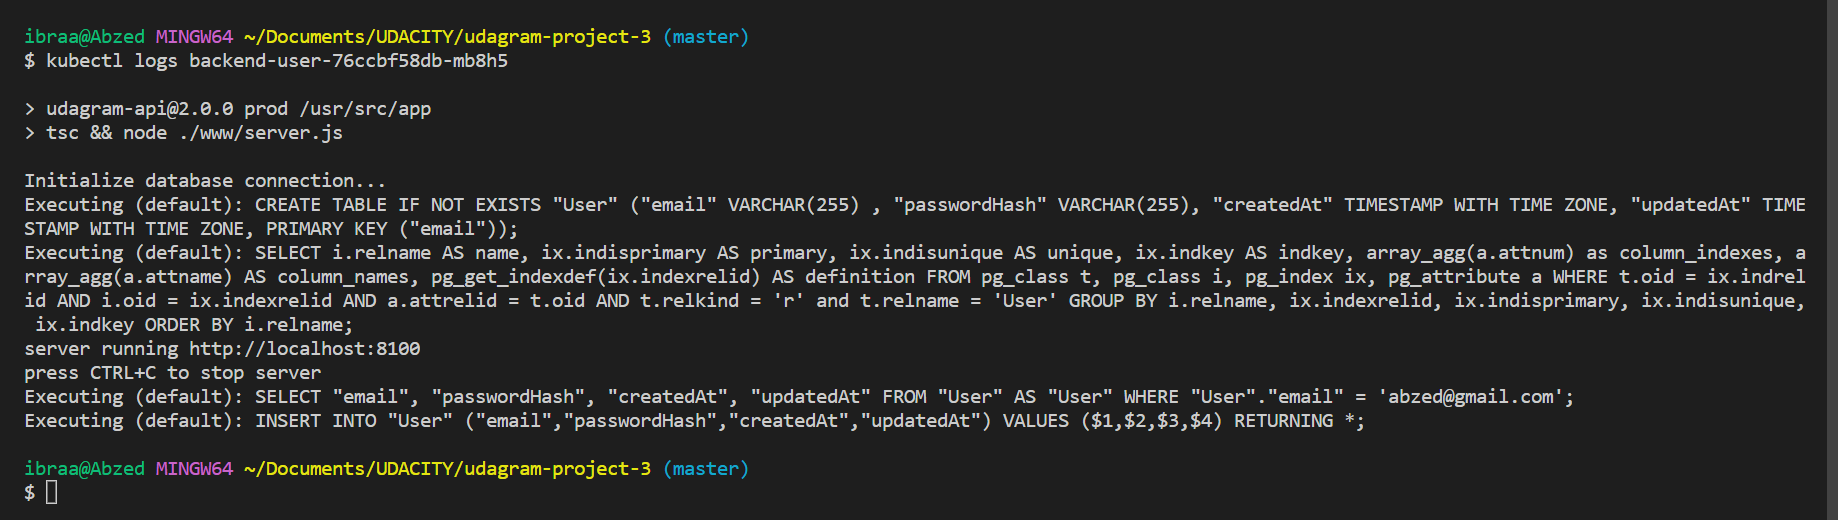 ibraa@Abzed MINGW64 ~/Documents/UDACITY/udagram-project-3 (master)
$ kubectl logs backend-user-76ccbf58db-mb8h5
> udagram-api@2.0.0 prod /usr/src/app
> tsc && node ./www/server.js
Initialize database connection...
Executing (default): CREATE TABLE IF NOT EXISTS "User" ("email" VARCHAR(255) , "passwordHash" VARCHAR(255), "createdAt" TIMESTAMP WITH TIME ZONE, "updatedAt" TIME
STAMP WITH TIME ZONE, PRIMARY KEY ("email"));
Executing (default): SELECT i.relname AS name, ix.indisprimary AS primary, ix.indisunique AS unique, ix.indkey AS indkey, array_agg(a.attnum) as column_indexes, a
rray_agg(a.attname) AS column_names, pg_get_indexdef(ix.indexrelid) AS definition FROM pg_class t, pg_class i, pg_index ix, pg_attribute a WHERE t.oid = ix.indrel
id AND i.oid = ix.indexrelid AND a.attrelid = t.oid AND t.relkind = 'r' and t.relname = 'User' GROUP BY i.relname, ix.indexrelid, ix.indisprimary, ix.indisunique,
 ix.indkey ORDER BY i.relname;
server running http://localhost:8100
press CTRL+C to stop server
Executing (default): SELECT "email", "passwordHash", "createdAt", "updatedAt" FROM "User" AS "User" WHERE "User"."email" = 'abzed@gmail.com';
Executing (default): INSERT INTO "User" ("email","passwordHash","createdAt","updatedAt") VALUES ($1,$2,$3,$4) RETURNING *;
ibraa@Abzed MINGW64 ~/Documents/UDACITY/udagram-project-3 (master)
$